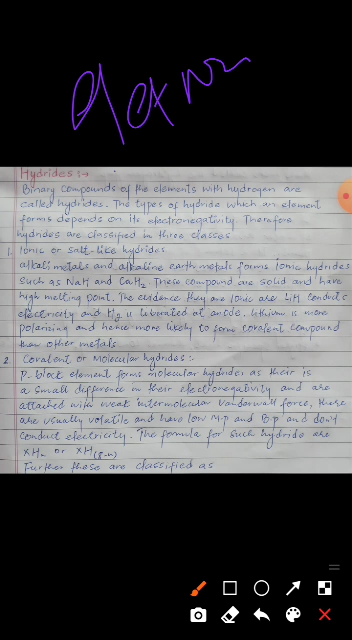 Hydrides :→
Binary compounds of the elements with hydrogen are
called hydrides. The types of hydride which an element
forms depends on its electronegativity. Therefore
hydrides are classified in three classes
1. Ionic or Salt-like hydrides
alkali metals and alkaline earth metals forms ionic hydrides
such as NaH and CaH2. These compound are solid and have
high melting point. The evidence they are ionic are LiH conducts
electricity and H2 is liberated at anode. lithium is more
polarizing and hence more likely to form covalent compound
than other metals.
2. Covalent or Molecular hydrides :-
P-block element forms molecular hydrides as their is
a small difference in their electronegativity and are
attached with weak intermolecular Vanderwall force, these
are usually volatile and have low M.p and B.p and don't
conduct electricity. The formula for such hydride are
XHn or XH(8-n)
Further these are classified as